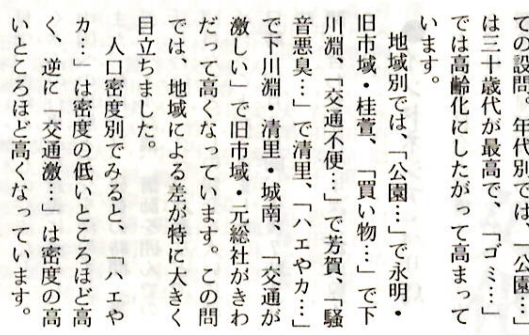 ての設問。年代別では、「公園…」
は三十歳代が最高で、「ゴミ…」
では高齢化にしたがって高まって
います。
地域別では、「公園…」で永明・
旧市域・桂萱、「買い物…」で下
川淵、「交通不便…」で芳賀、「騒
音悪臭…」で清里、「ハエやカ…」
で下川淵・清里・城南、「交通が
激しい」で旧市域・元総社がきわ
だって高くなっています。この問
では、地域による差が特に大きく
目立ちました。
人口密度別でみると、「ハエや
カ…」は密度の低いところほど高
く、逆に「交通激…」は密度の高
いところほど高くなっています。